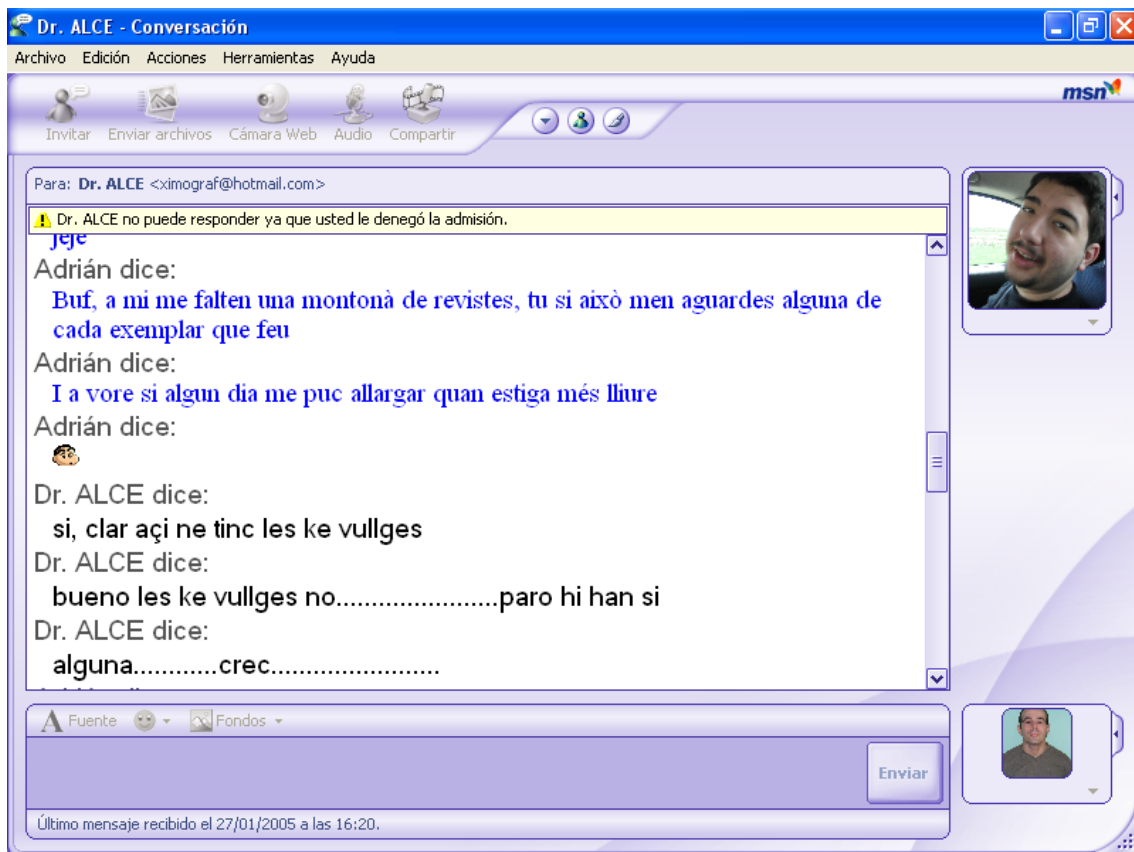 Dr. ALCE - Conversación
Archivo Edición Acciones Herramientas Ayuda
msn
Invitar Enviar archivos Cámara Web Audio Compartir
Para: Dr. ALCE <ximograf@hotmail.com>
Dr. ALCE no puede responder ya que usted le denegó la admisión.
jeje
Adrián dice:
Buf, a mi me falten una montonà de revistes, tu si això men aguardes alguna de
cada exemplar que feu
Adrián dice:
I a vore si algun dia me puc allargar quan estiga més lliure
Adrián dice:
Dr. ALCE dice:
si, clar açi ne tinc les ke vullges
Dr. ALCE dice:
bueno les ke vullges no.......................paro hi han si
Dr. ALCE dice:
alguna............crec........................
A Fuente Fondos
Enviar
Último mensaje recibido el 27/01/2005 a las 16:20.